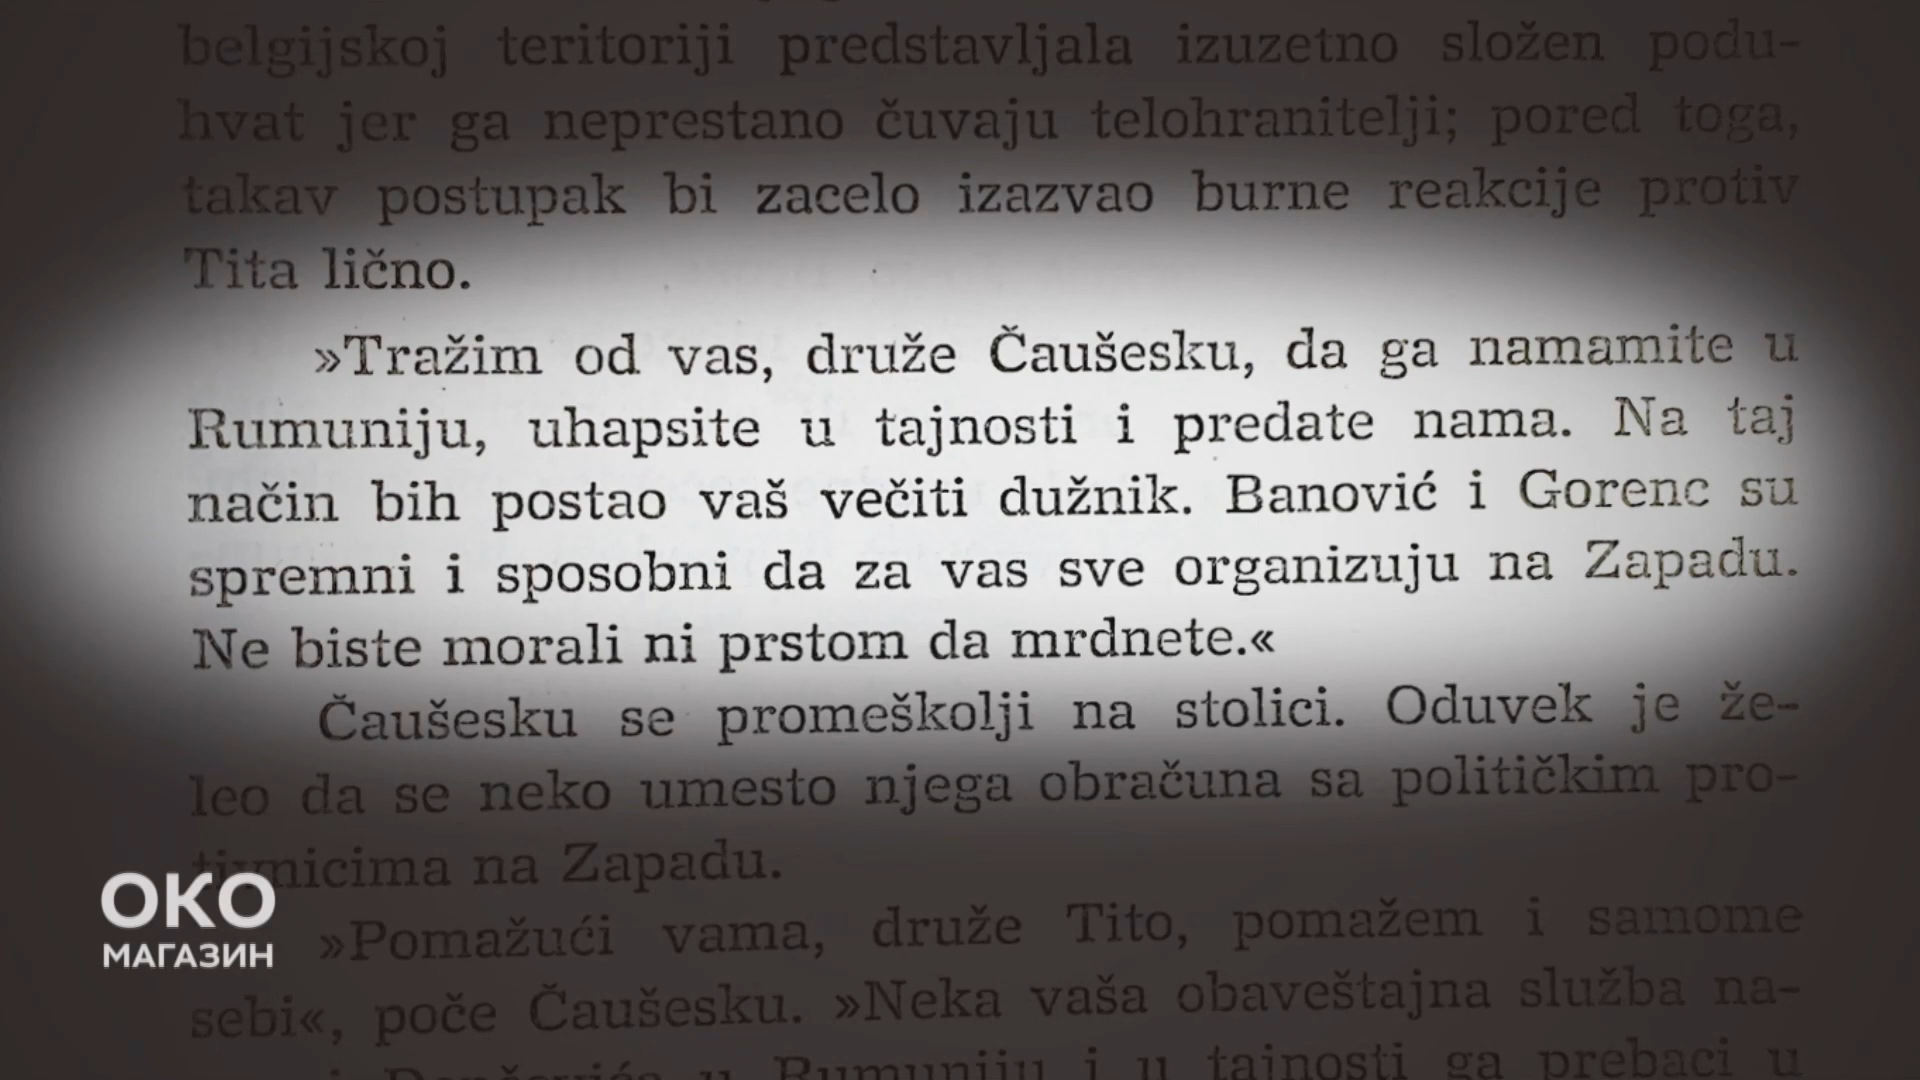 belgijskoj teritoriji predstavljala izuzetno složen podu-
hvat jer ga neprestano čuvaju telohranitelji; pored toga,
takav postupak bi zacelo izazvao burne reakcije protiv
Tita lično.
»Tražim od vas, druže Čaušesku, da ga namamite u
Rumuniju, uhapsite u tajnosti i predate nama. Na taj
način bih postao vaš večiti dužnik. Banović i Gorenc su
spremni i sposobni da za vas sve organizuju na Zapadu.
Ne biste morali ni prstom da mrdnete.«
Čaušesku se promeškolji na stolici. Oduvek je že-
leo da se neko umesto njega obračuna sa političkim pro-
tivnicima na Zapadu.
»Pomažući vama, druže Tito, pomažem i samome
sebi«, poče Čaušesku. »Neka vaša obaveštajna služba na-
u Rumuniju i u tajnosti ga prebaci u
ОКО
МАГАЗИН